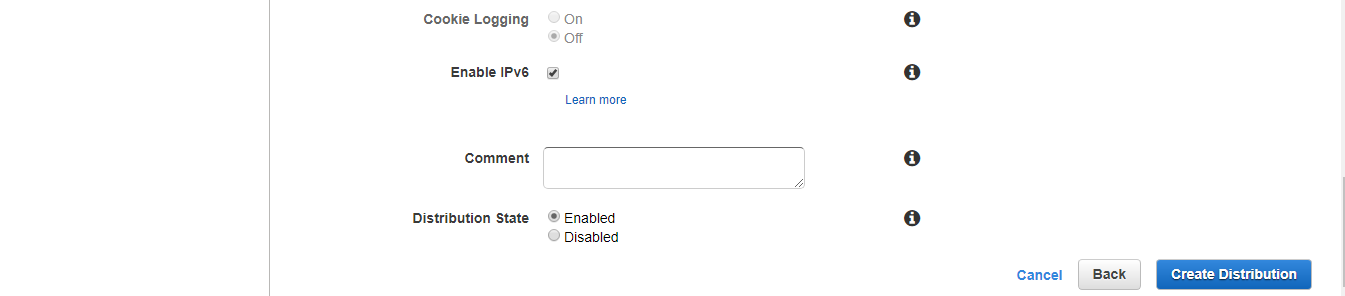 Cookie Logging On
Off
Enable IPv6
Learn more
Comment
Distribution State Enabled
Disabled
Cancel Back Create Distribution